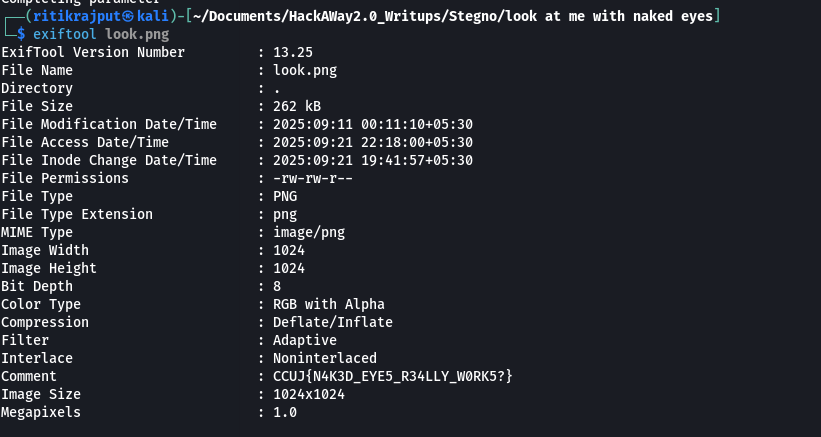 Completing parameter
(ritikrajput㉿kali)-[~/Documents/HackAWay2.0_Writups/Stegno/look at me with naked eyes]
$ exiftool look.png
ExifTool Version Number : 13.25
File Name : look.png
Directory : .
File Size : 262 kB
File Modification Date/Time : 2025:09:11 00:11:10+05:30
File Access Date/Time : 2025:09:21 22:18:00+05:30
File Inode Change Date/Time : 2025:09:21 19:41:57+05:30
File Permissions : -rw-rw-r--
File Type : PNG
File Type Extension : png
MIME Type : image/png
Image Width : 1024
Image Height : 1024
Bit Depth : 8
Color Type : RGB with Alpha
Compression : Deflate/Inflate
Filter : Adaptive
Interlace : Noninterlaced
Comment : CCUJ{N4K3D_EYE5_R34LLY_W0RK5?}
Image Size : 1024x1024
Megapixels : 1.0